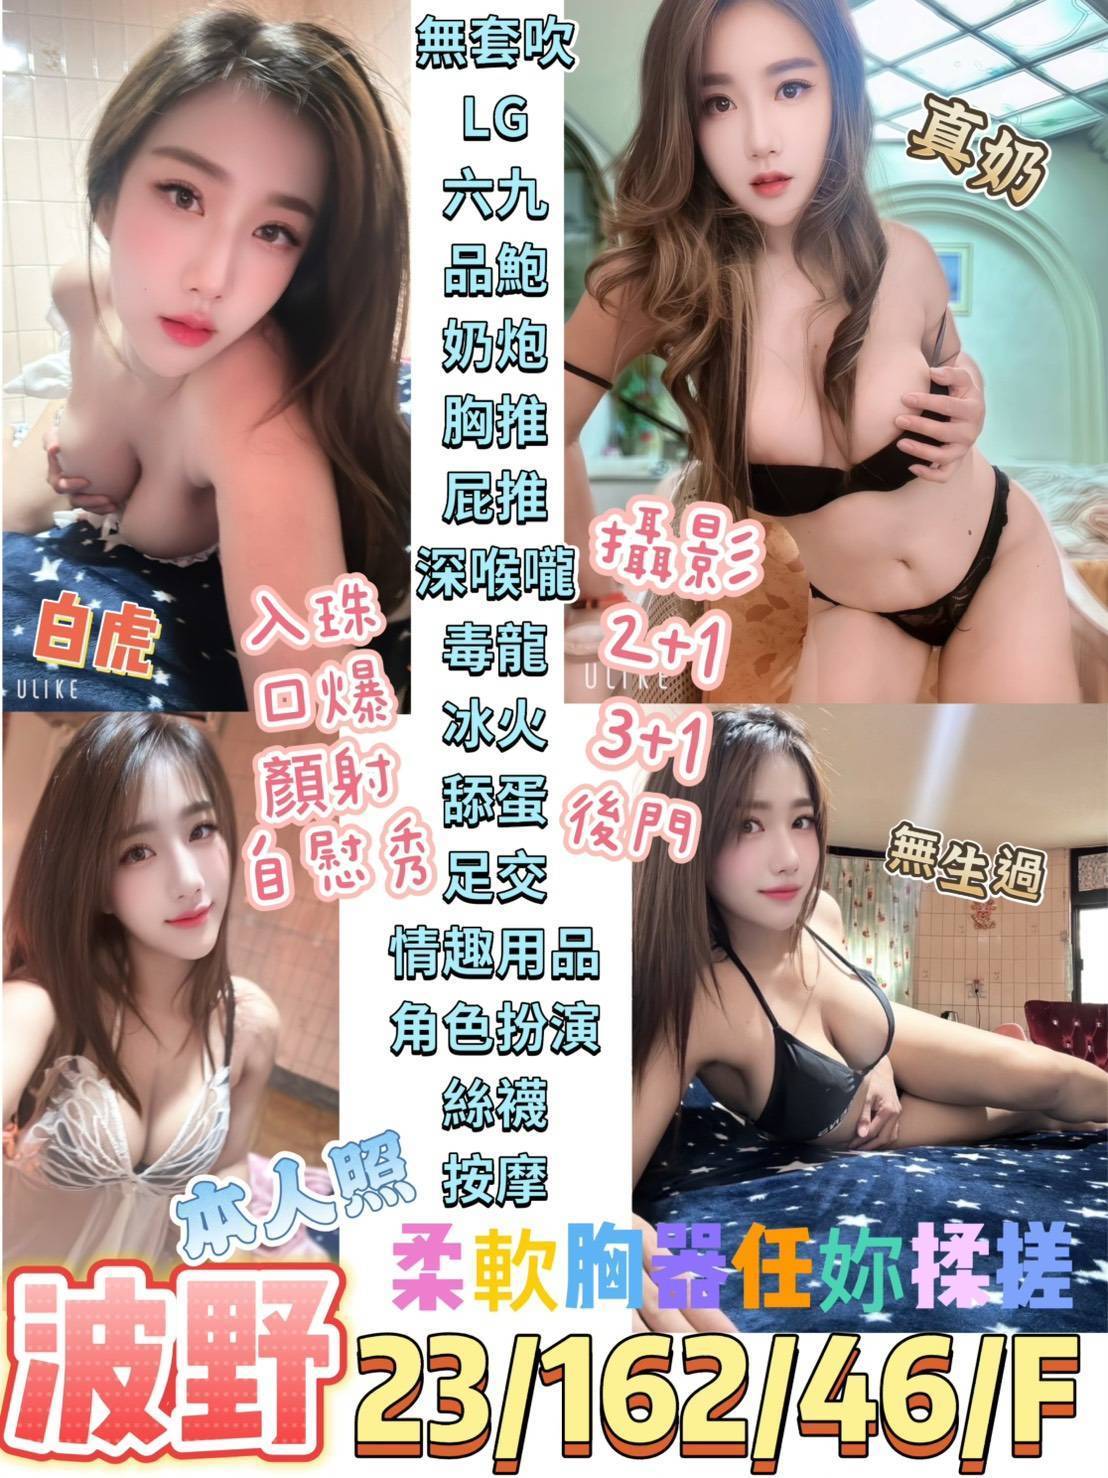 無套吹
LG
六九
品鮑
奶炮
胸推
屁推
深喉嚨
毒龍
冰火
舔蛋
足交
情趣用品
角色扮演
絲襪
按摩
真奶
白虎
ULIKE
ULIKE
入珠
口爆
顏射
自慰秀
攝影
2+1
3+1
後門
無生過
本人照
柔軟胸器任妳揉搓
波野
23/162/46/F